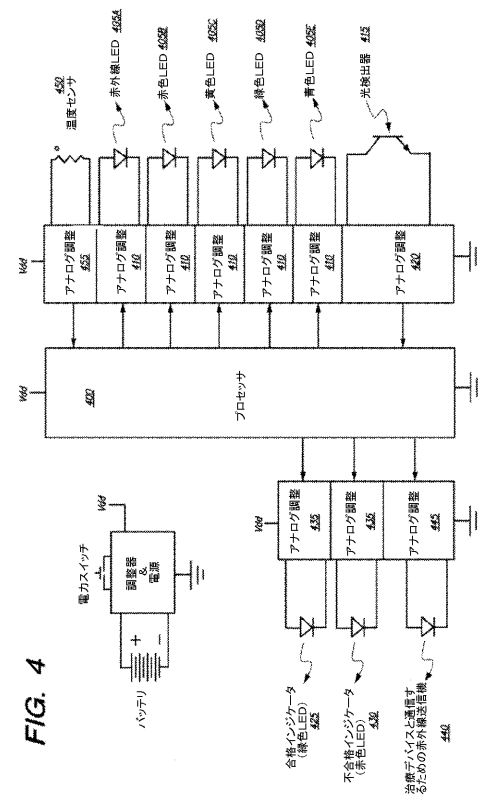 FIG. 4
バッテリ
+
−
電力スイッチ
調整器
&
電源
Vdd
合格インジケータ
(緑色LED)
425
不合格インジケータ
(赤色LED)
430
治療デバイスと通信す
るための赤外線送信機
440
Vdd
アナログ調整
435
アナログ調整
435
アナログ調整
445
Vdd
400
プロセッサ
Vdd
アナログ調整
455
アナログ調整
410
アナログ調整
410
アナログ調整
410
アナログ調整
410
アナログ調整
410
アナログ調整
420
450
温度センサ
赤外線LED 405A
赤色LED 405B
黄色LED 405C
緑色LED 405D
青色LED 405E
光検出器 415